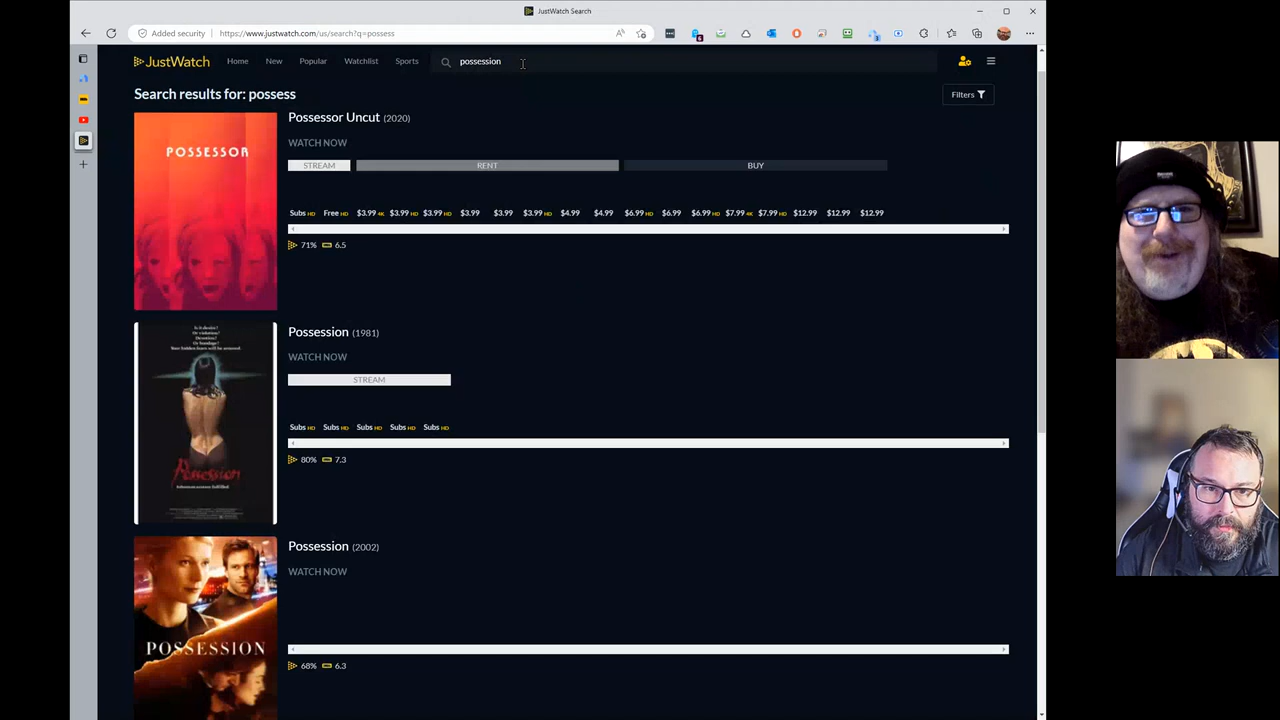 JustWatch Search
Added security
https://www.justwatch.com/us/search?q=possess
JustWatch
Home
New
Popular
Watchlist
Sports
possession
Search results for: possess
Filters
POSSESSOR
Possessor Uncut (2020)
WATCH NOW
STREAM
RENT
BUY
Subs HD Free HD $3.99 4K $3.99 HD $3.99 HD $3.99 $3.99 $3.99 HD $4.99 $4.99 $6.99 HD $6.99 $6.99 HD $7.99 4K $7.99 HD $12.99 $12.99 $12.99
71% 6.5
Is it desire?
Or violation?
Possession
Possession (1981)
WATCH NOW
STREAM
Subs HD Subs HD Subs HD Subs HD Subs HD
80% 7.3
POSSESSION
Possession (2002)
WATCH NOW
68% 6.3